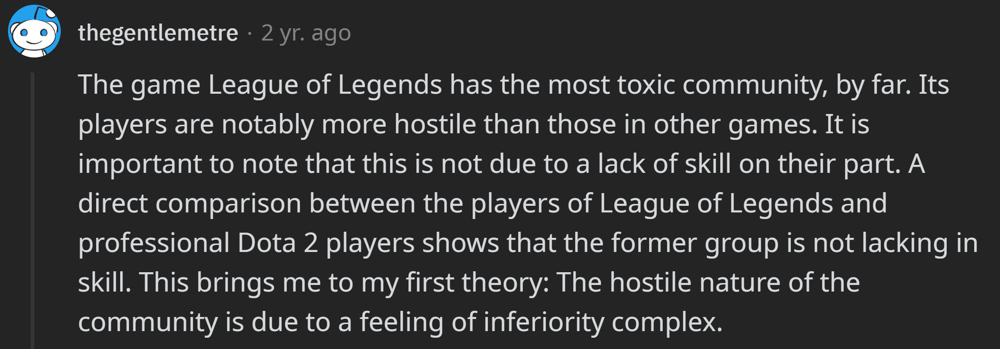 thegentlemetre · 2 yr. ago
The game League of Legends has the most toxic community, by far. Its
players are notably more hostile than those in other games. It is
important to note that this is not due to a lack of skill on their part. A
direct comparison between the players of League of Legends and
professional Dota 2 players shows that the former group is not lacking in
skill. This brings me to my first theory: The hostile nature of the
community is due to a feeling of inferiority complex.